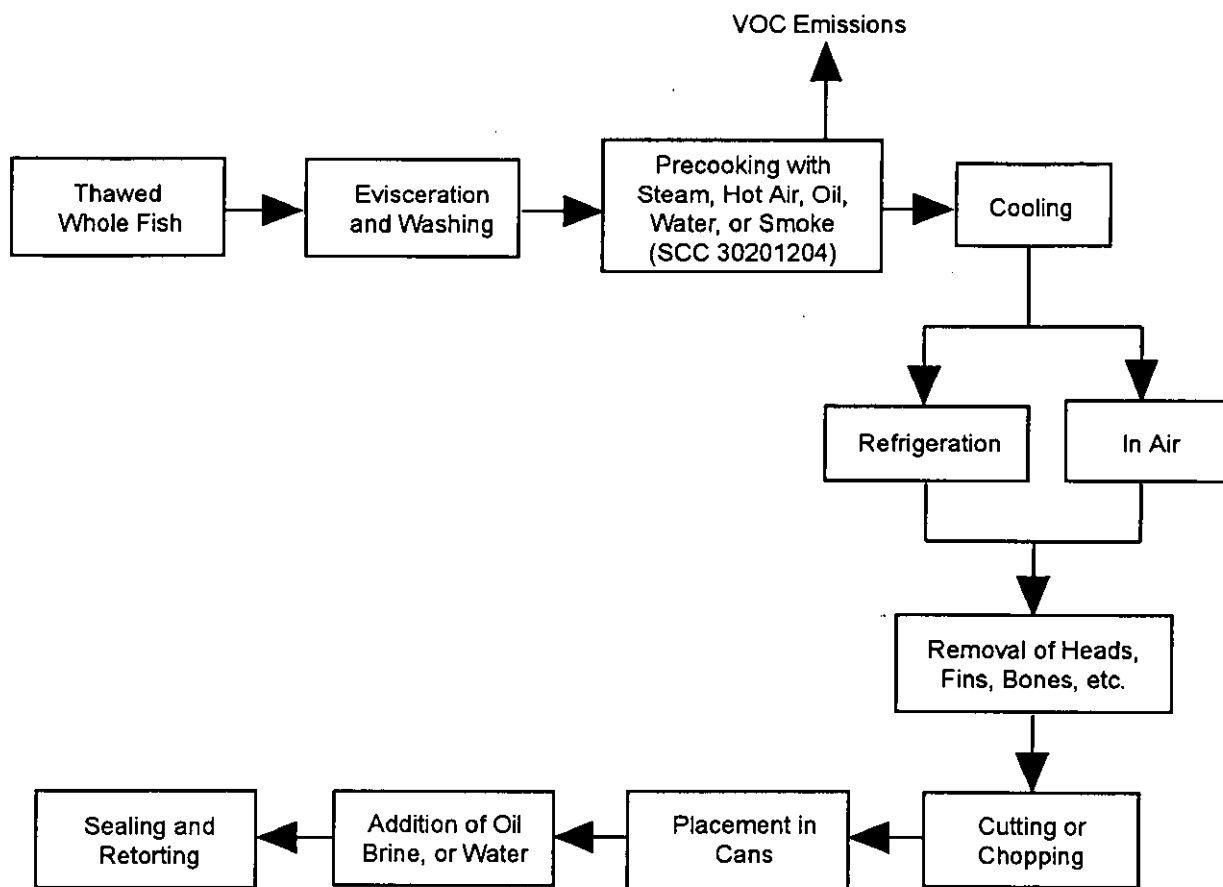 VOC Emissions
Thawed
Whole Fish
Evisceration
and Washing
Precooking with
Steam, Hot Air, Oil,
Water, or Smoke
(SCC 30201204)
Cooling
Refrigeration
In Air
Removal of Heads,
Fins, Bones, etc.
Cutting or
Chopping
Placement in
Cans
Addition of Oil
Brine, or Water
Sealing and
Retorting